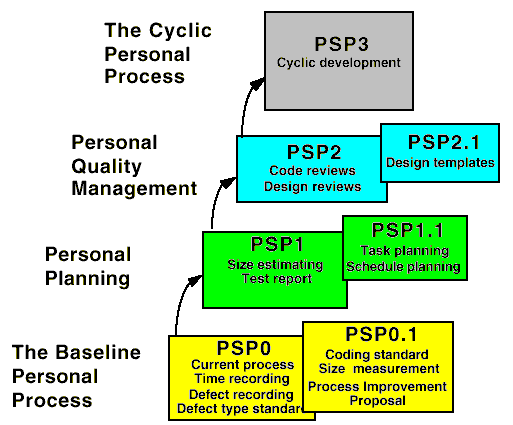 The Cyclic
Personal
Process
PSP3
Cyclic development
Personal
Quality
Management
PSP2
Code reviews
Design reviews
PSP2.1
Design templates
Personal
Planning
PSP1
Size estimating
Test report
PSP1.1
Task planning
Schedule planning
The Baseline
Personal
Process
PSP0
Current process
Time recording
Defect recording
Defect type standard
PSP0.1
Coding standard
Size measurement
Process Improvement
Proposal